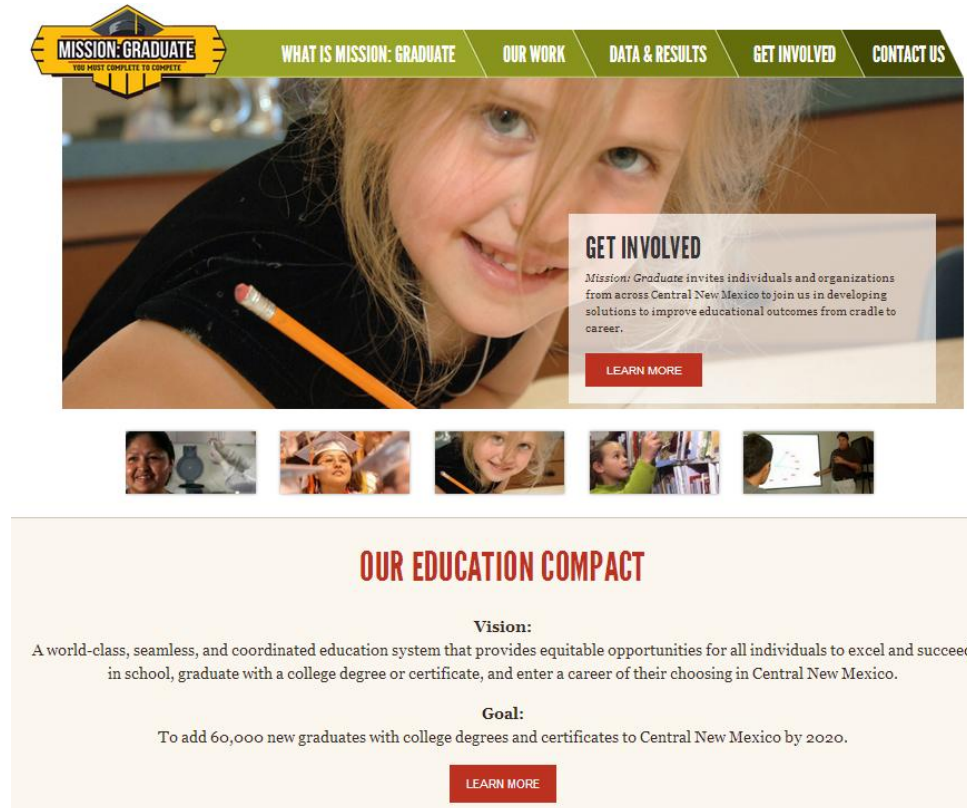 MISSION: GRADUATE
YOU MUST COMPLETE TO COMPETE
WHAT IS MISSION: GRADUATE
OUR WORK
DATA & RESULTS
GET INVOLVED
CONTACT US
GET INVOLVED
Mission: Graduate invites individuals and organizations
from across Central New Mexico to join us in developing
solutions to improve educational outcomes from cradle to
career.
LEARN MORE
OUR EDUCATION COMPACT
Vision:
A world-class, seamless, and coordinated education system that provides equitable opportunities for all individuals to excel and succeed
in school, graduate with a college degree or certificate, and enter a career of their choosing in Central New Mexico.
Goal:
To add 60,000 new graduates with college degrees and certificates to Central New Mexico by 2020.
LEARN MORE